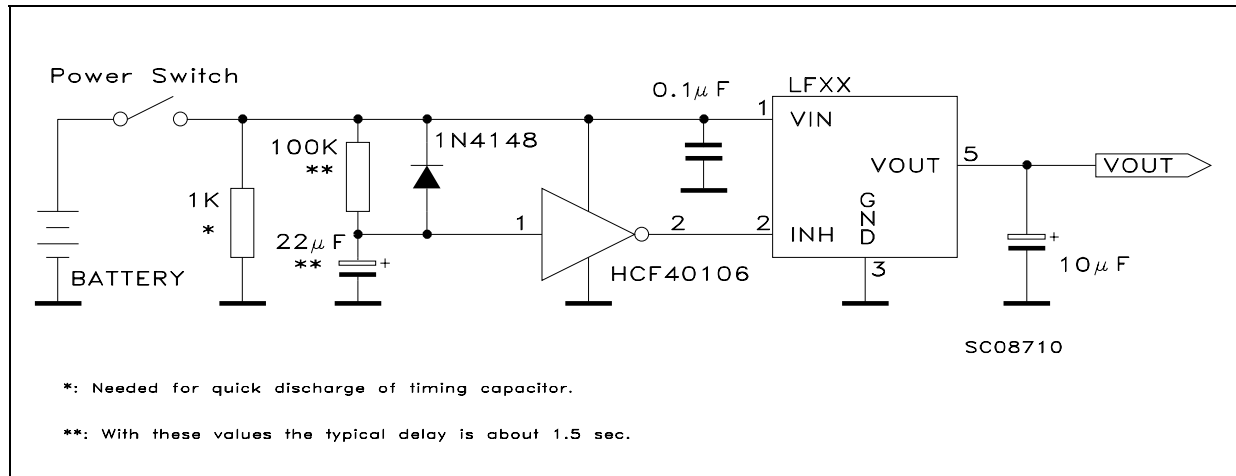 Power Switch
LFXX
0.1μF
1
VIN
1N4148
100K
**
VOUT
5
VOUT
1K
*
1
2
2
INH
GND
22μF
**
+
HCF40106
3
+
10μF
BATTERY
SC08710
*: Needed for quick discharge of timing capacitor.
**: With these values the typical delay is about 1.5 sec.